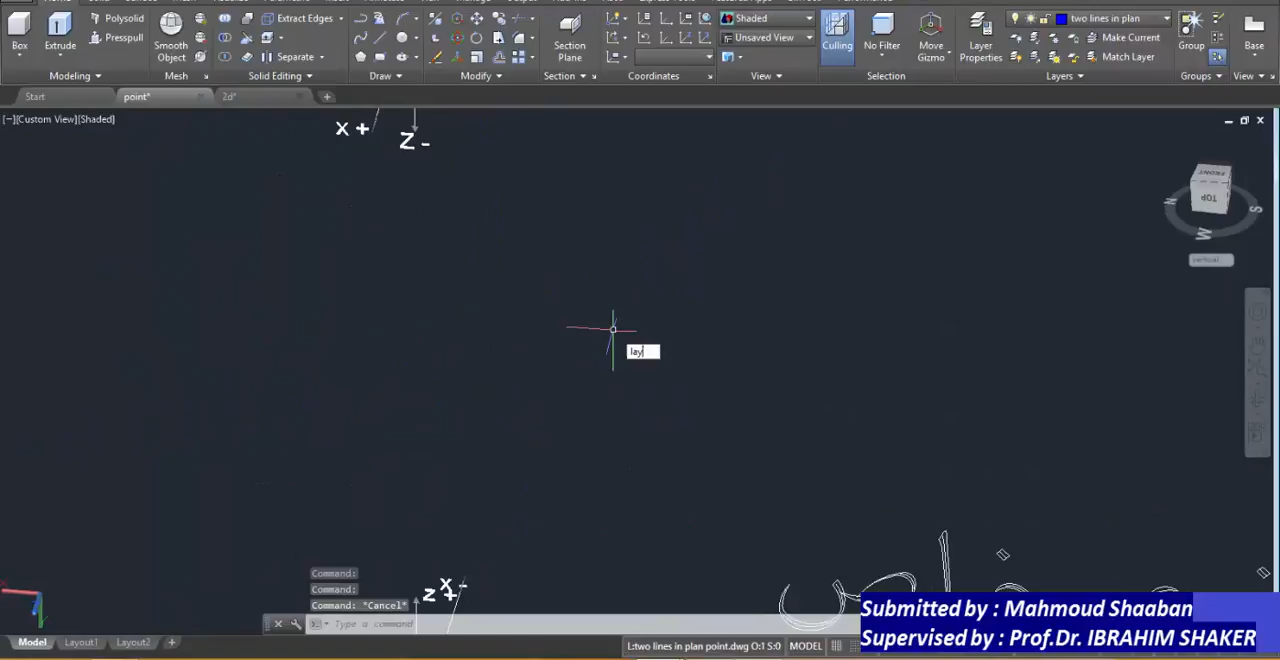 Polysolid
Presspull
Box
Extrude
Smooth
Object
Extract Edges
Separate
Section
Plane
Shaded
Unsaved View
Culling
No Filter
Move
Gizmo
Layer
Properties
two lines in plan
Make Current
Match Layer
Group
Base
Modeling
Mesh
Solid Editing
Draw
Modify
Section
Coordinates
View
Selection
Layers
Groups
View
Start
point*
2d*
[−][Custom View][Shaded]
X +
Z -
FRONT
TOP
N
S
W
vertical
lay
X -
Z +
Command:
Command:
Command: *Cancel*
Type a command
Model
Layout1
Layout2
L:two lines in plan point.dwg O:1 S:0
MODEL
Submitted by : Mahmoud Shaaban
Supervised by : Prof.Dr. IBRAHIM SHAKER